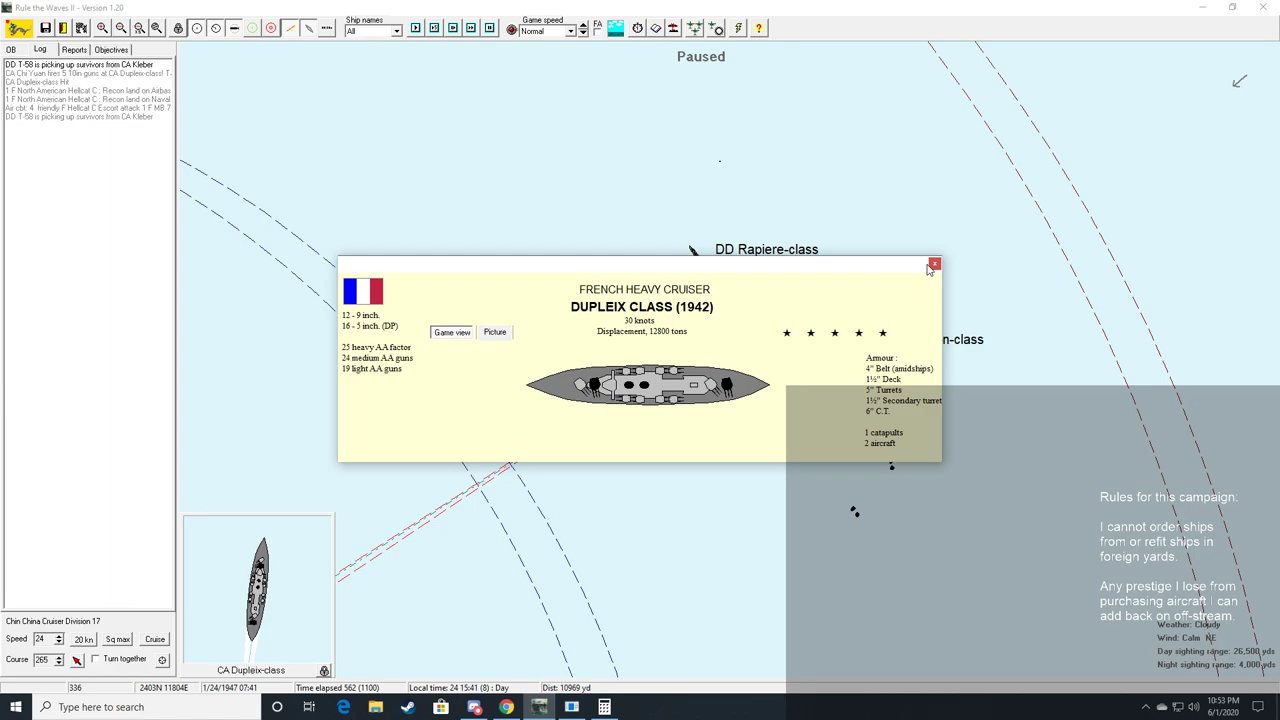 Rule the Waves II - Version 1.20
Ship names
All
Game speed
Normal
FA
OB
Log
Reports
Objectives
Paused
DD T-58 is picking up survivors from CA Kleber
CA Chi Yuan fires 5 10in guns at CA Dupleix-class! T-
CA Dupleix-class Hit
1 F North American Hellcat C : Recon land on Airbas
1 F North American Hellcat C : Recon land on Naval
Air cbt: 4 friendly F Hellcat C Escort attack 1 F MB.7
DD T-58 is picking up survivors from CA Kleber
DD Rapiere-class
n-class
FRENCH HEAVY CRUISER
DUPLEIX CLASS (1942)
30 knots
Displacement, 12800 tons
12 - 9 inch.
16 - 5 inch. (DP)
25 heavy AA factor
24 medium AA guns
19 light AA guns
Game view
Picture
★ ★ ★ ★ ★
Armour :
4" Belt (amidships)
1½" Deck
5" Turrets
1½" Secondary turret
6" C.T.
1 catapults
2 aircraft
Rules for this campaign:
I cannot order ships
from or refit ships in
foreign yards.
Any prestige I lose from
purchasing aircraft I can
add back on off-stream.
Weather: Cloudy
Wind: Calm NE
Day sighting range: 26,500 yds
Night sighting range: 4,000 yds
CA Dupleix-class
Chin China Cruiser Division 17
Speed 24
20 kn
Sq max
Cruise
Course 265
Turn together
336
2403N 11804E
1/24/1947 07:41
Time elapsed 562 (1100)
Local time: 24 15:41 (8) : Day
Dist: 10969 yd
Type here to search
10:53 PM
6/1/2020